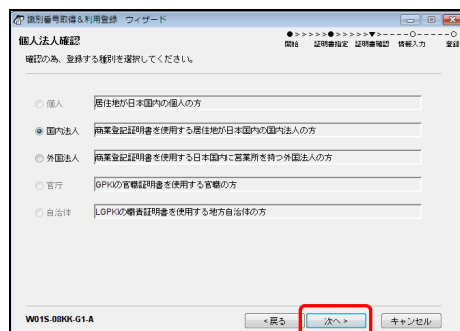 識別番号取得&利用登録 ウィザード
個人法人確認
●>>>>>●>>>>>▼>----○-----○
開始 証明書指定 証明書確認 情報入力 登録
確認の為、登録する種別を選択してください。
個人 居住地が日本国内の個人の方
国内法人 商業登記証明書を使用する居住地が日本国内の国内法人の方
外国法人 商業登記証明書を使用する日本国内に営業所を持つ外国法人の方
官庁 GPKIの官職証明書を使用する官職の方
自治体 LGPKIの職責証明書を使用する地方自治体の方
W01S-08KK-G1-A
<戻る 次へ> キャンセル